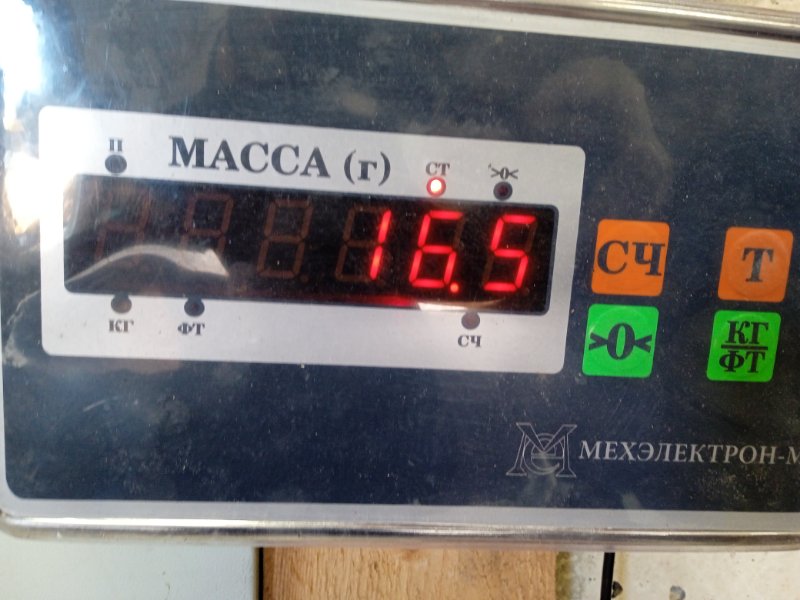 П
МАССА (г)
СТ
>0<
16.5
КГ
ФТ
СЧ
СЧ
Т
>0<
КГ
ФТ
МЕХЭЛЕКТРОН-М